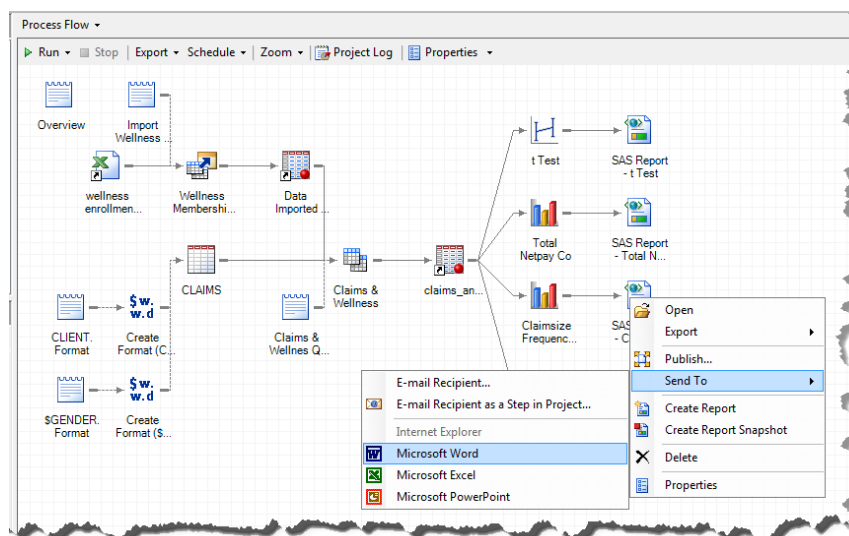 Process Flow
Run Stop Export Schedule Zoom Project Log Properties
Overview
Import
Wellness ...
t Test
SAS Report
- t Test
wellness
enrollmen...
Wellness
Membershi...
Data
Imported ...
Total
Netpay Co
SAS Report
- Total N...
CLAIMS
Claims &
Wellness
claims_an...
$ w.
w.d
CLIENT.
Format
Create
Format (C...
Claims &
Wellnes Q...
Claimsize
Frequenc...
SAS
- C
$ w.
w.d
$GENDER.
Format
Create
Format ($...
Open
Export
Publish...
Send To
Create Report
Create Report Snapshot
Delete
Properties
E-mail Recipient...
E-mail Recipient as a Step in Project...
Internet Explorer
Microsoft Word
Microsoft Excel
Microsoft PowerPoint